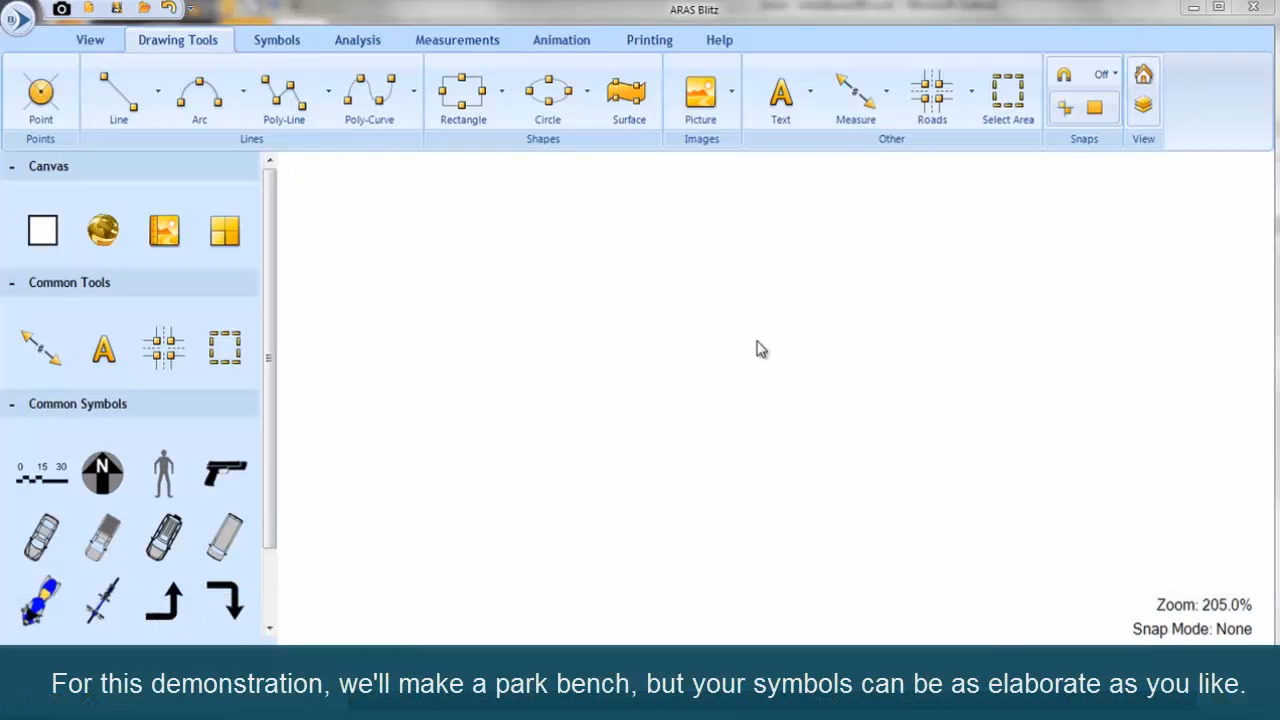 ARAS Blitz
View Drawing Tools Symbols Analysis Measurements Animation Printing Help
Off
Point Line Arc Poly-Line Poly-Curve Rectangle Circle Surface Picture Text Measure Roads Select Area
Points Lines Shapes Images Other Snaps View
- Canvas
- Common Tools
- Common Symbols
0 15 30
N
Zoom: 205.0%
Snap Mode: None
For this demonstration, we'll make a park bench, but your symbols can be as elaborate as you like.